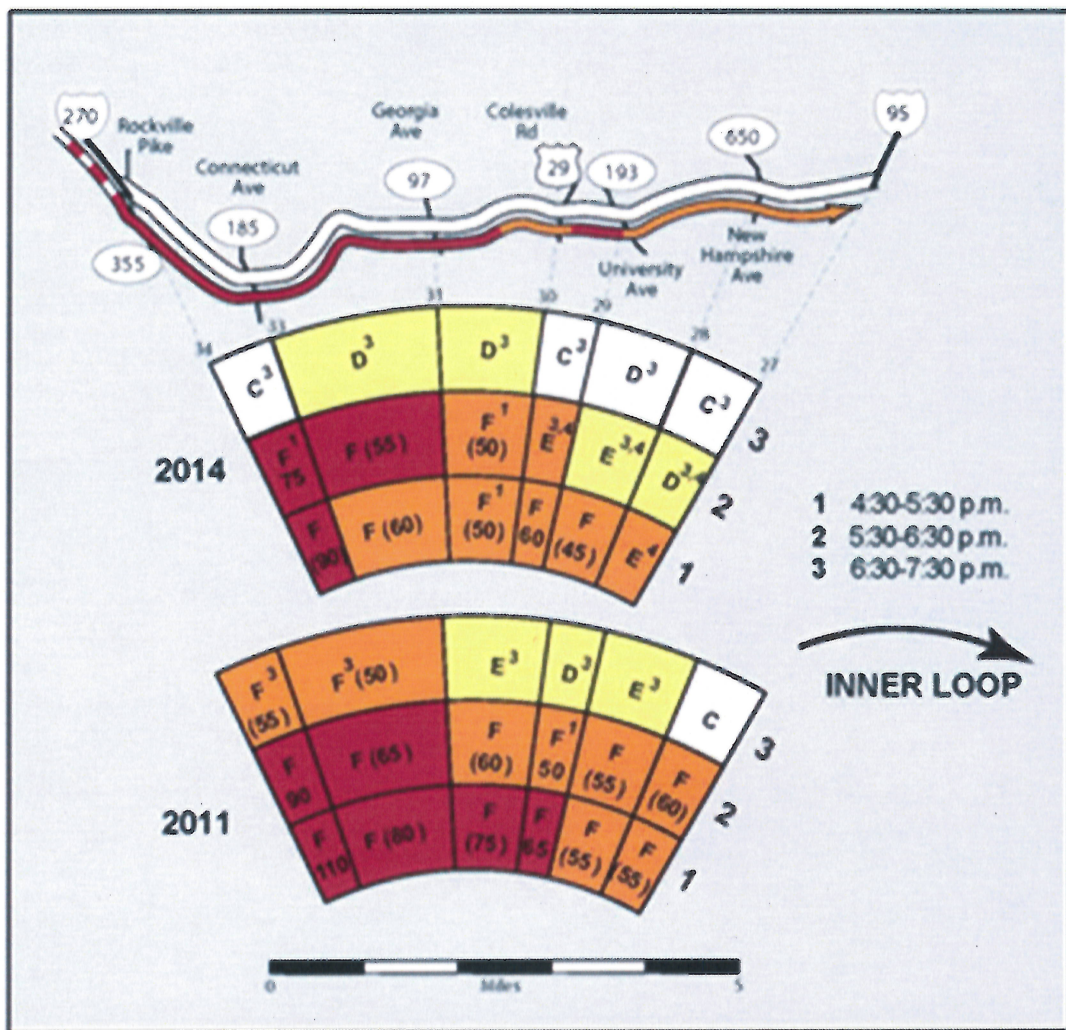 270
95
Rockville
Pike
Connecticut
Ave
Georgia
Ave
Colesville
Rd
97
29
193
650
185
355
University
Ave
New
Hampshire
Ave
34
33
31
30
29
28
27
C3
D3
D3
C3
D3
C3
3
2014
F1
75
F (55)
F1
(50)
E3,4
E3,4
D3,4
2
F
(90)
F (60)
F1
(50)
F
60
F
(45)
E4
1
1 4:30-5:30 p.m.
2 5:30-6:30 p.m.
3 6:30-7:30 p.m.
INNER LOOP
F3
(55)
F3 (50)
E3
D3
E3
C
3
2011
F
90
F (65)
F
(60)
F1
50
F
(55)
F
(60)
2
F
110
F (80)
F
(75)
F
65
F
(55)
F
(55)
1
0
Miles
5